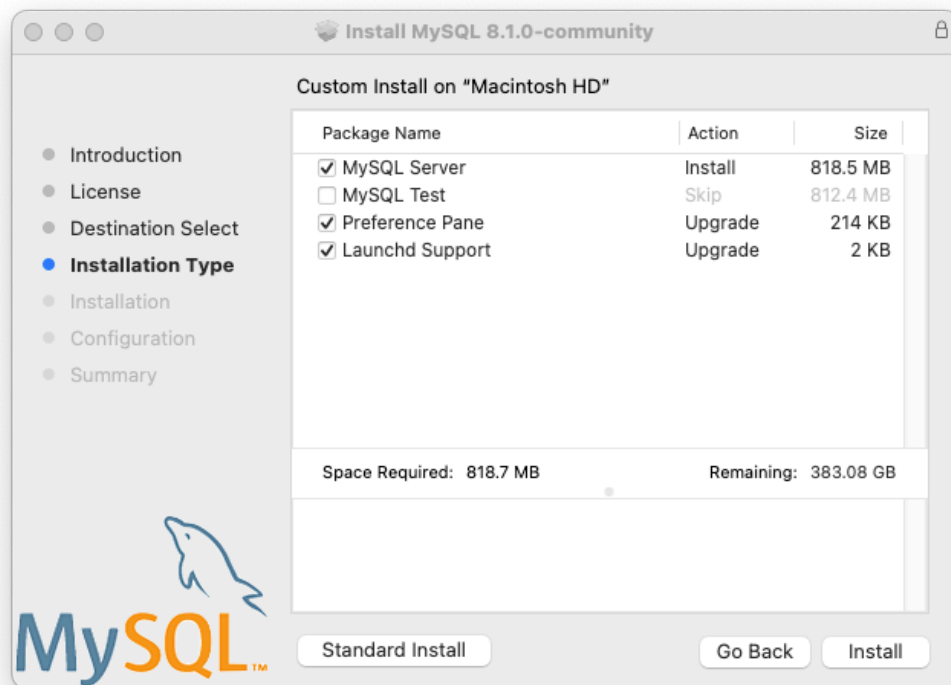 Install MySQL 8.1.0-community
Custom Install on “Macintosh HD”
Introduction
License
Destination Select
Installation Type
Installation
Configuration
Summary
Package Name Action Size
MySQL Server Install 818.5 MB
MySQL Test Skip 812.4 MB
Preference Pane Upgrade 214 KB
Launchd Support Upgrade 2 KB
Space Required: 818.7 MB Remaining: 383.08 GB
MySQL™
Standard Install Go Back Install